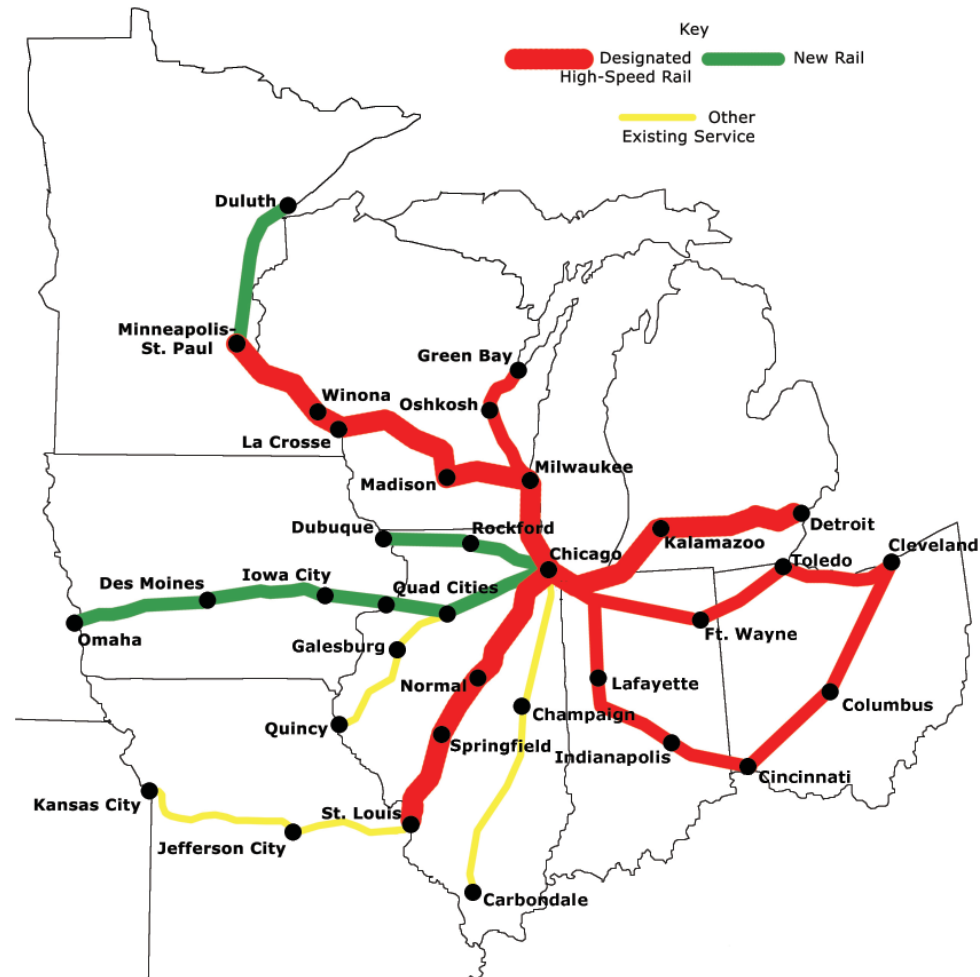 Key
Designated
High-Speed Rail
New Rail
Other
Existing Service
Duluth
Minneapolis-
St. Paul
Green Bay
Winona
Oshkosh
La Crosse
Milwaukee
Madison
Dubuque
Rockford
Detroit
Kalamazoo
Cleveland
Chicago
Toledo
Iowa City
Des Moines
Quad Cities
Omaha
Ft. Wayne
Galesburg
Normal
Lafayette
Columbus
Champaign
Quincy
Springfield
Indianapolis
Cincinnati
Kansas City
St. Louis
Jefferson City
Carbondale